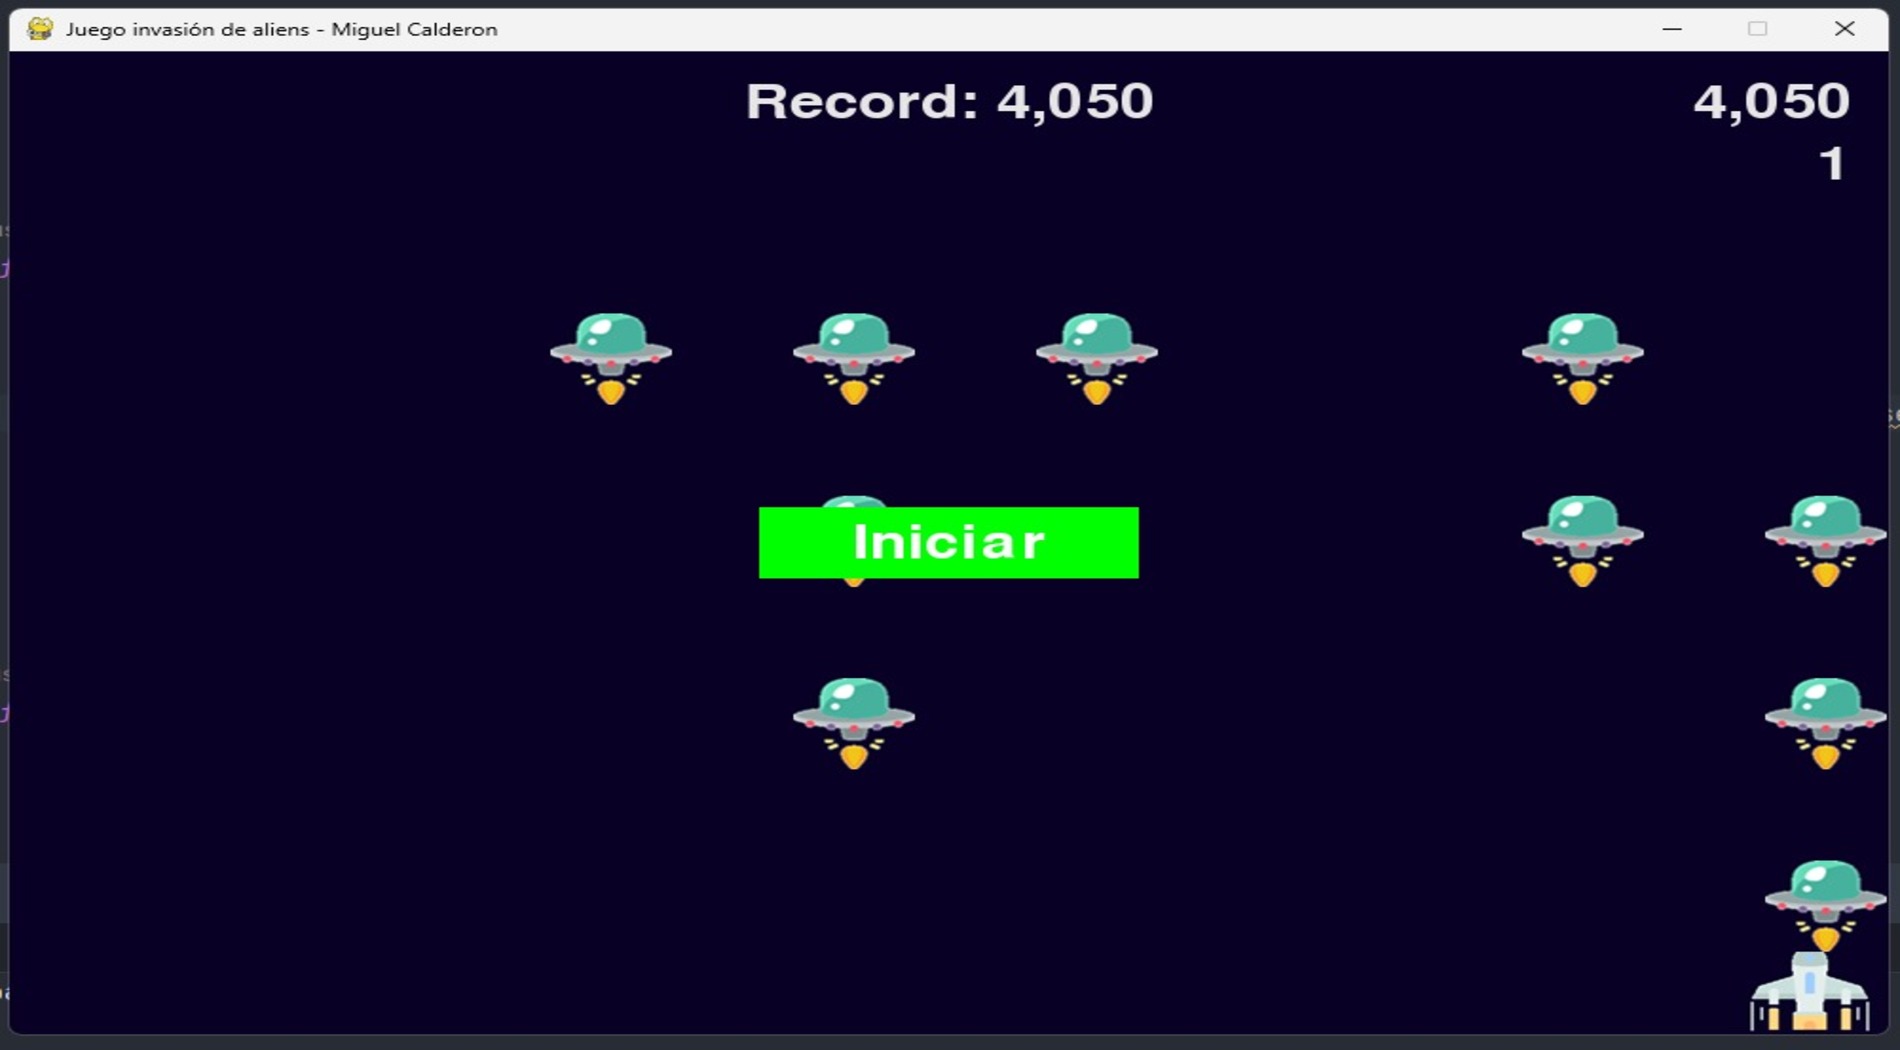 Juego invasión de aliens - Miguel Calderon
Record: 4,050
4,050
1
Iniciar